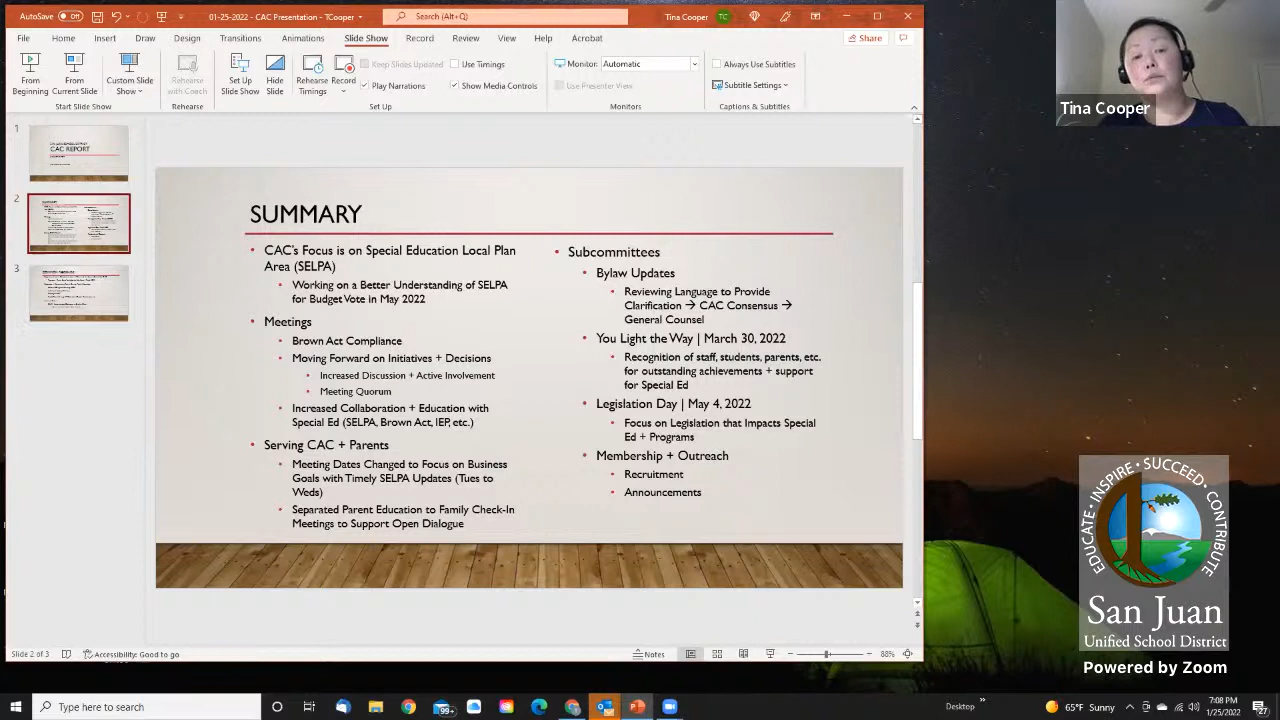 AutoSave Off 01-25-2022 - CAC Presentation - TCooper Search (Alt+Q) Tina Cooper TC
File Home Insert Draw Design Transitions Animations Slide Show Record Review View Help Acrobat Share
From Beginning
From Current Slide
Custom Slide Show
Start Slide Show
Rehearse with Coach
Rehearse
Set Up Slide Show
Hide Slide
Rehearse Timings
Record
Keep Slides Updated
Play Narrations
Use Timings
Show Media Controls
Set Up
Monitor: Automatic
Use Presenter View
Monitors
Always Use Subtitles
Subtitle Settings
Captions & Subtitles
Tina Cooper
1
CAC REPORT
2
3
SUMMARY
• CAC's Focus is on Special Education Local Plan
Area (SELPA)
• Working on a Better Understanding of SELPA
for Budget Vote in May 2022
• Meetings
• Brown Act Compliance
• Moving Forward on Initiatives + Decisions
• Increased Discussion + Active Involvement
• Meeting Quorum
• Increased Collaboration + Education with
Special Ed (SELPA, Brown Act, IEP, etc.)
• Serving CAC + Parents
• Meeting Dates Changed to Focus on Business
Goals with Timely SELPA Updates (Tues to
Weds)
• Separated Parent Education to Family Check-In
Meetings to Support Open Dialogue
• Subcommittees
• Bylaw Updates
• Reviewing Language to Provide
Clarification → CAC Consensus →
General Counsel
• You Light the Way | March 30, 2022
• Recognition of staff, students, parents, etc.
for outstanding achievements + support
for Special Ed
• Legislation Day | May 4, 2022
• Focus on Legislation that Impacts Special
Ed + Programs
• Membership + Outreach
• Recruitment
• Announcements
EDUCATE • INSPIRE • SUCCEED • CONTRIBUTE
San Juan
Unified School District
Powered by Zoom
Slide 2 of 3 Accessibility: Good to go Notes 88%
Type here to search 99+ Desktop 65°F Sunny 7:08 PM
1/25/2022